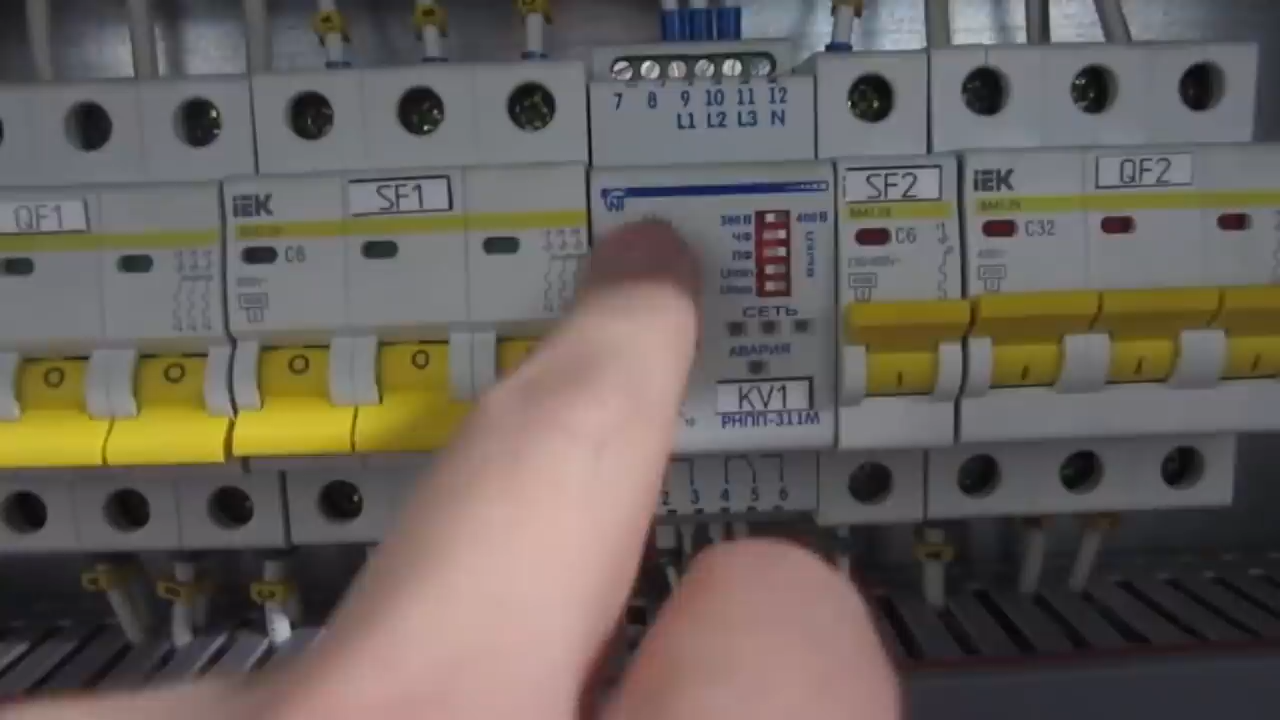 7 8 9 10 11 12
L1 L2 L3 N
QF1
IEK
SF1
C6
380 В
400 В
ЧФ
ПФ
Umin
Umax
СЕТЬ
АВАРИЯ
KV1
РНПП-311М
SF2
C6
IEK
QF2
C32
O O O O
I I I I
2 3 4 5 6